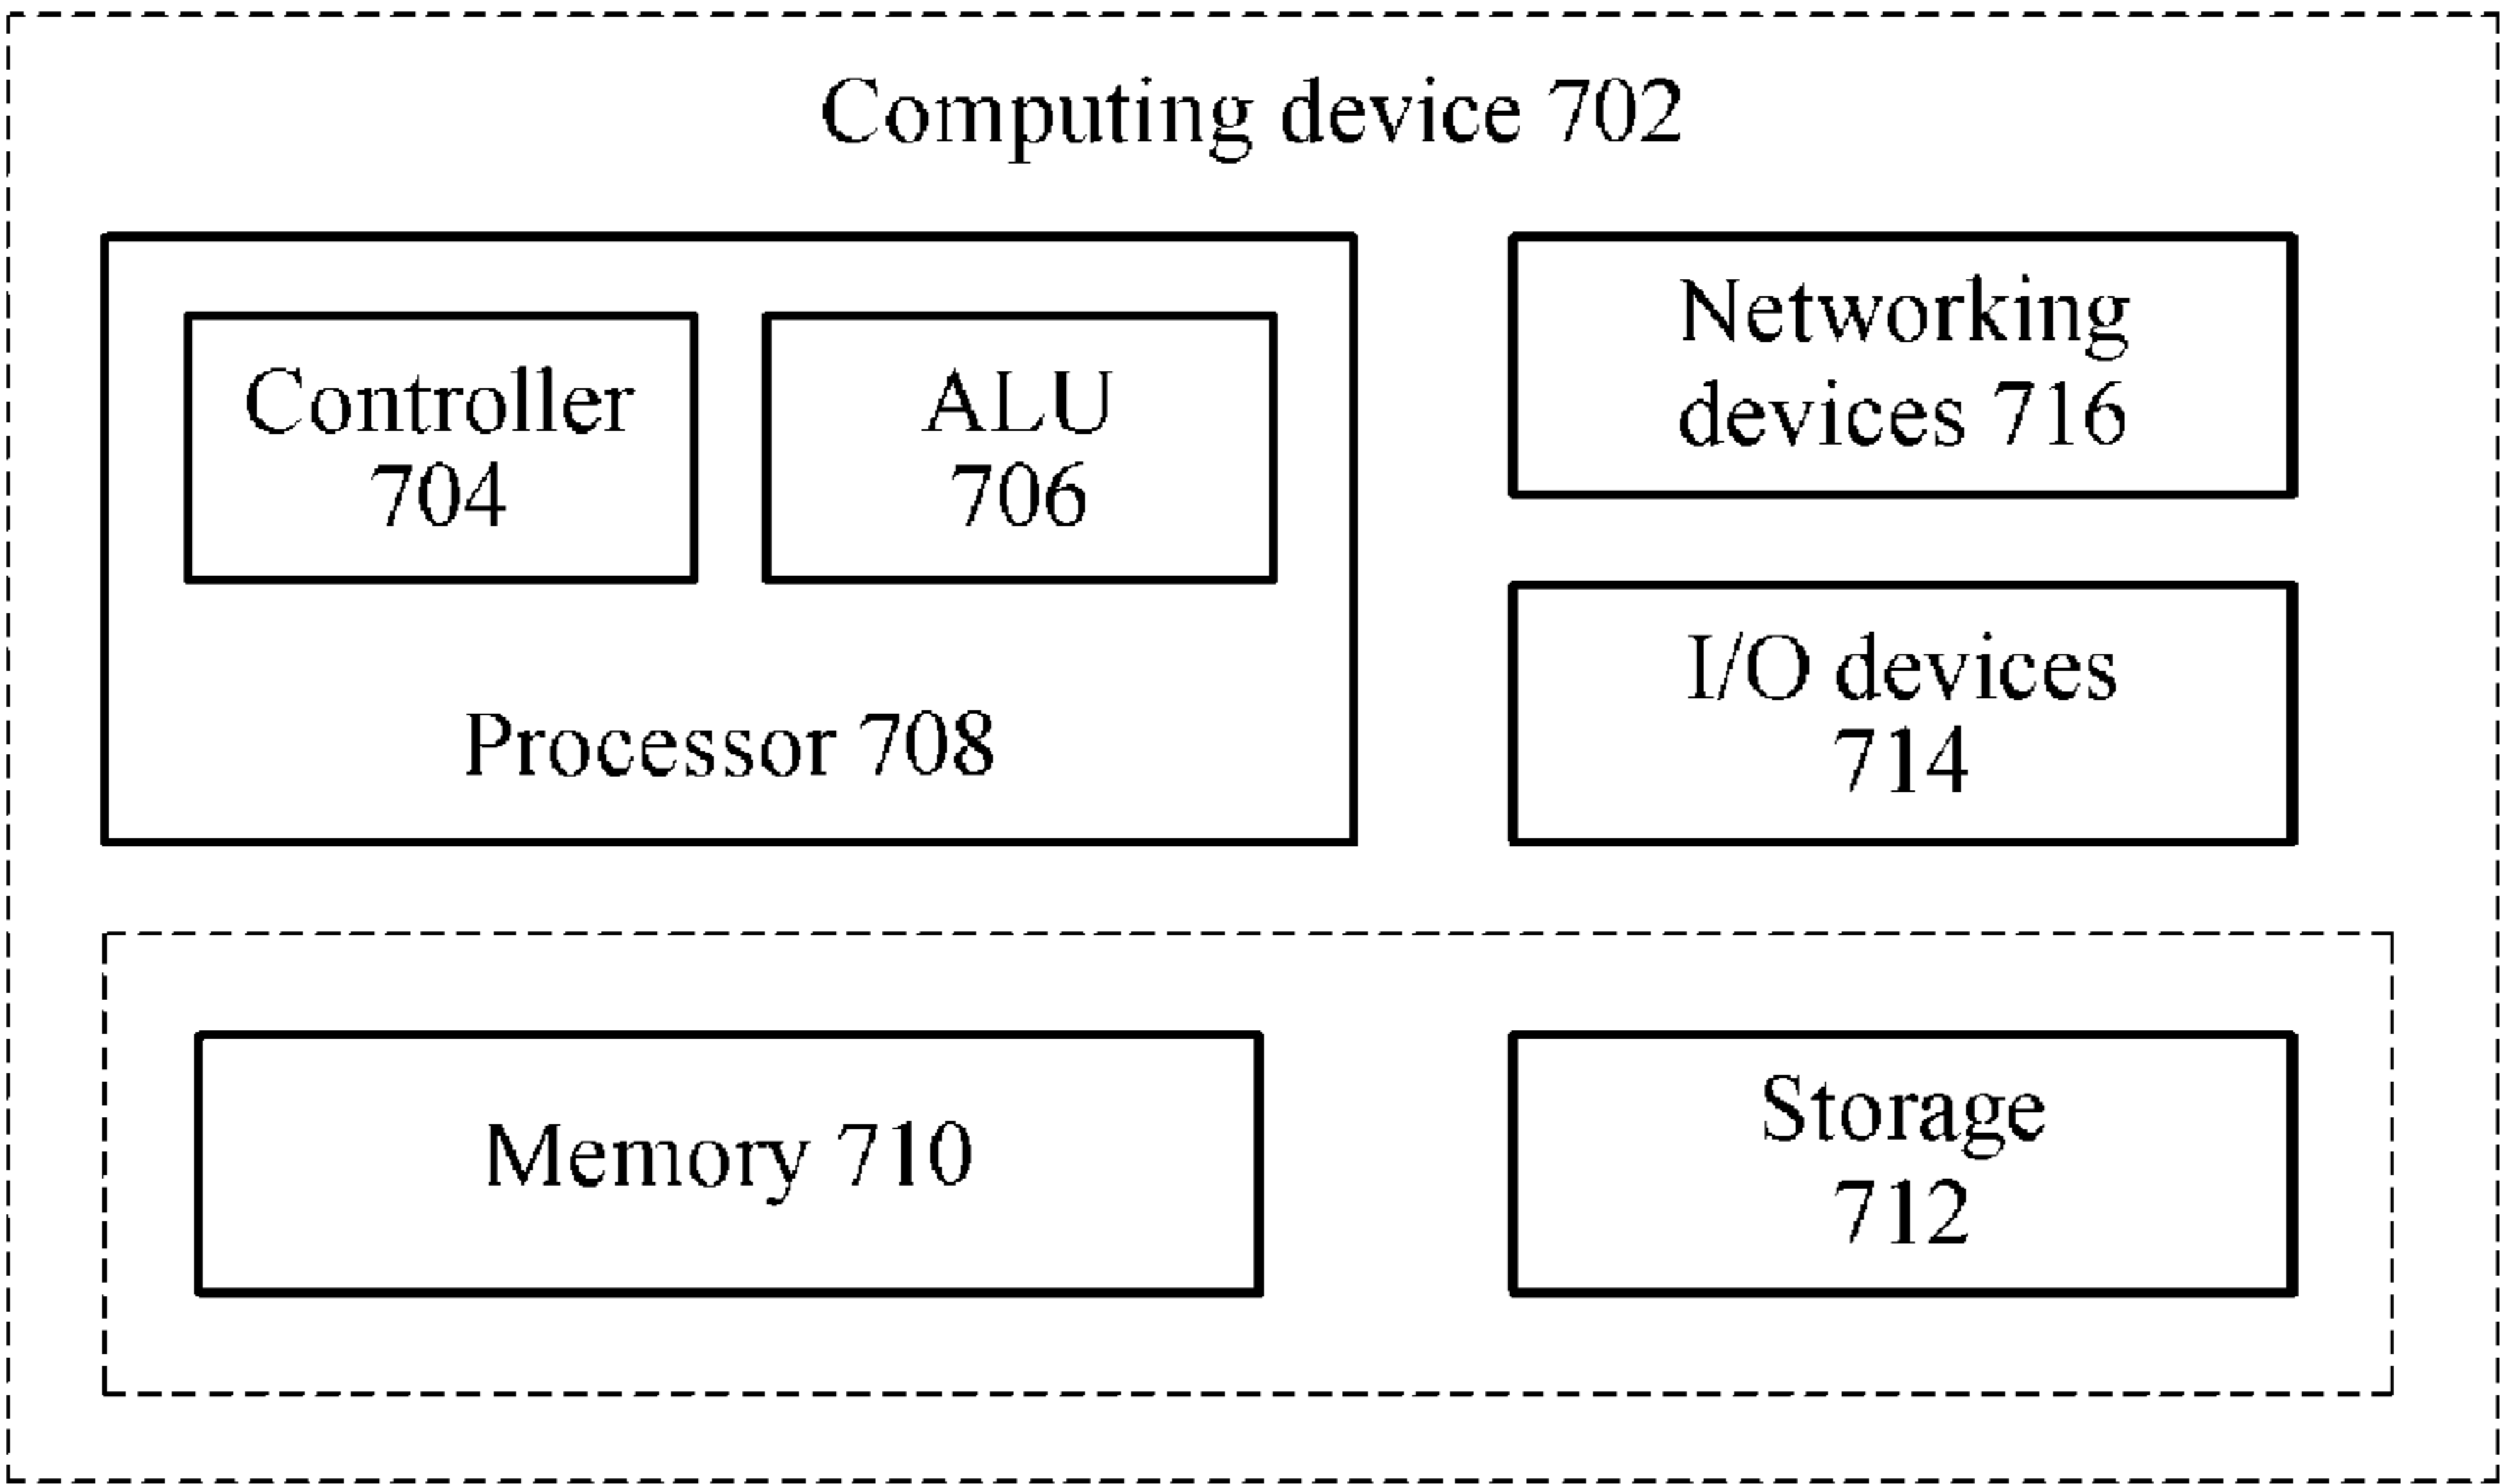 Computing device 702
Controller
704
ALU
706
Processor 708
Networking
devices 716
I/O devices
714
Memory 710
Storage
712